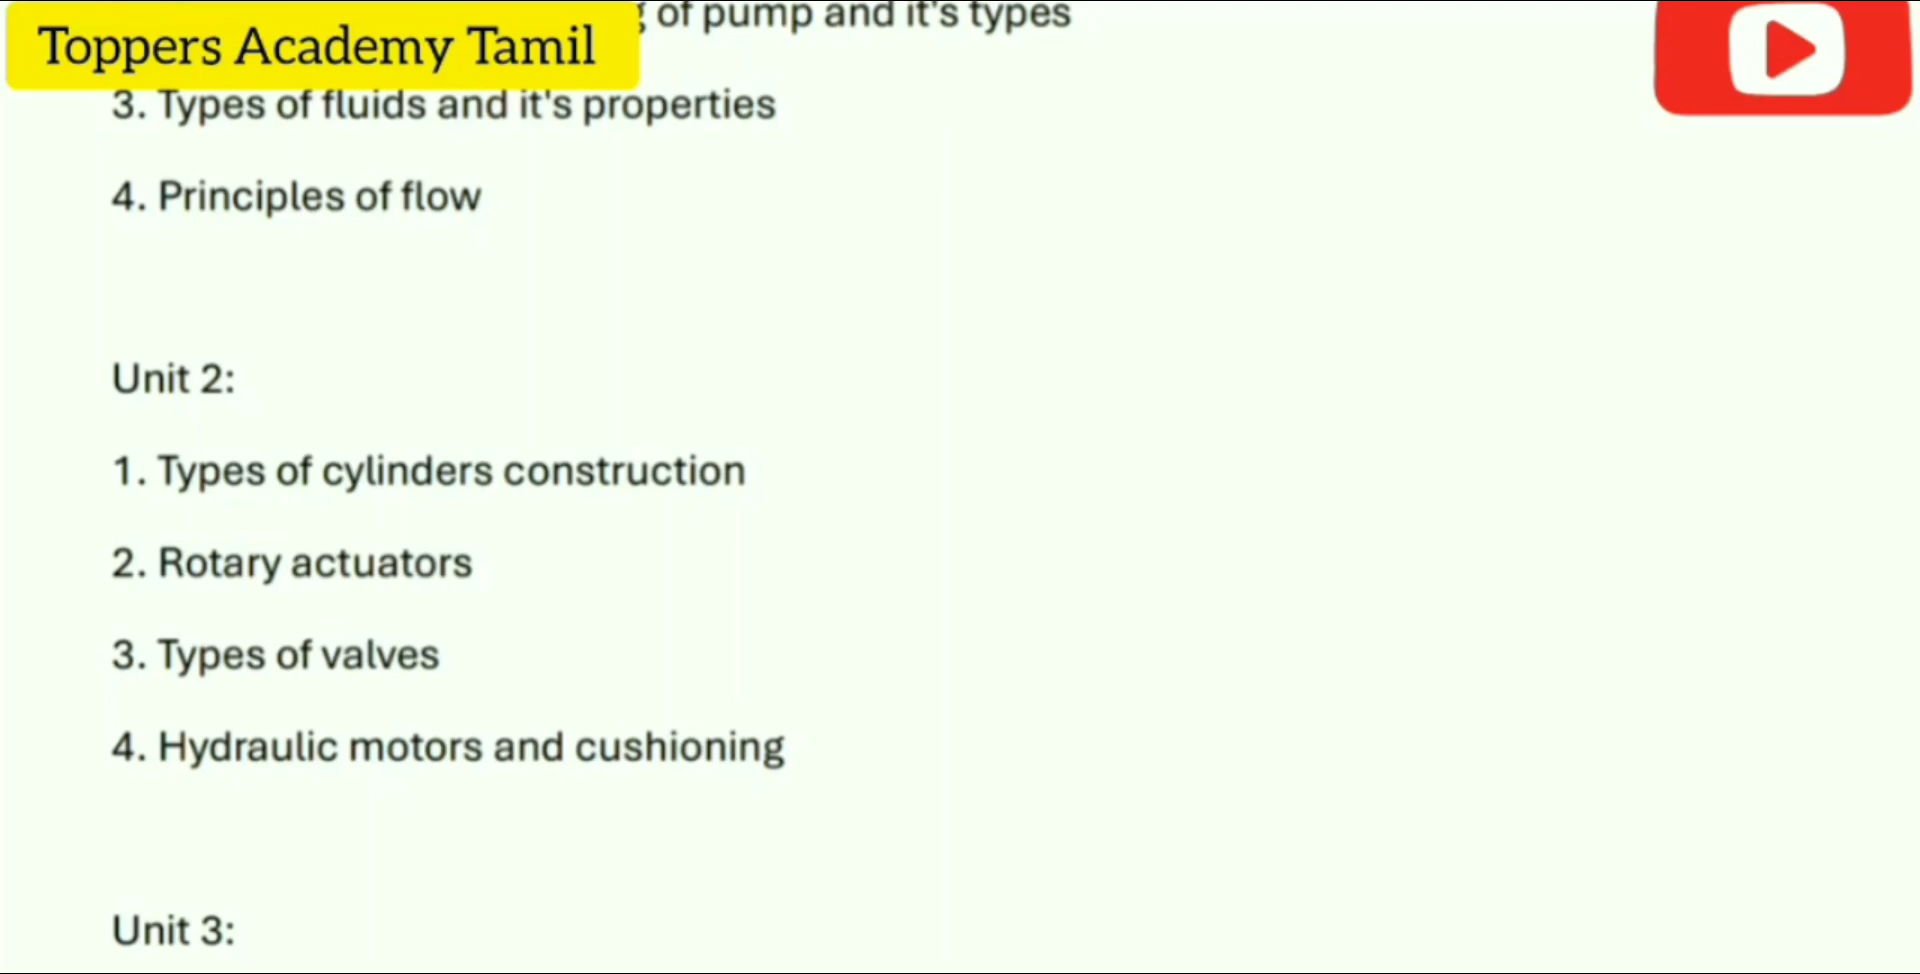 Toppers Academy Tamil
of pump and it's types
3. Types of fluids and it's properties
4. Principles of flow
Unit 2:
1. Types of cylinders construction
2. Rotary actuators
3. Types of valves
4. Hydraulic motors and cushioning
Unit 3: